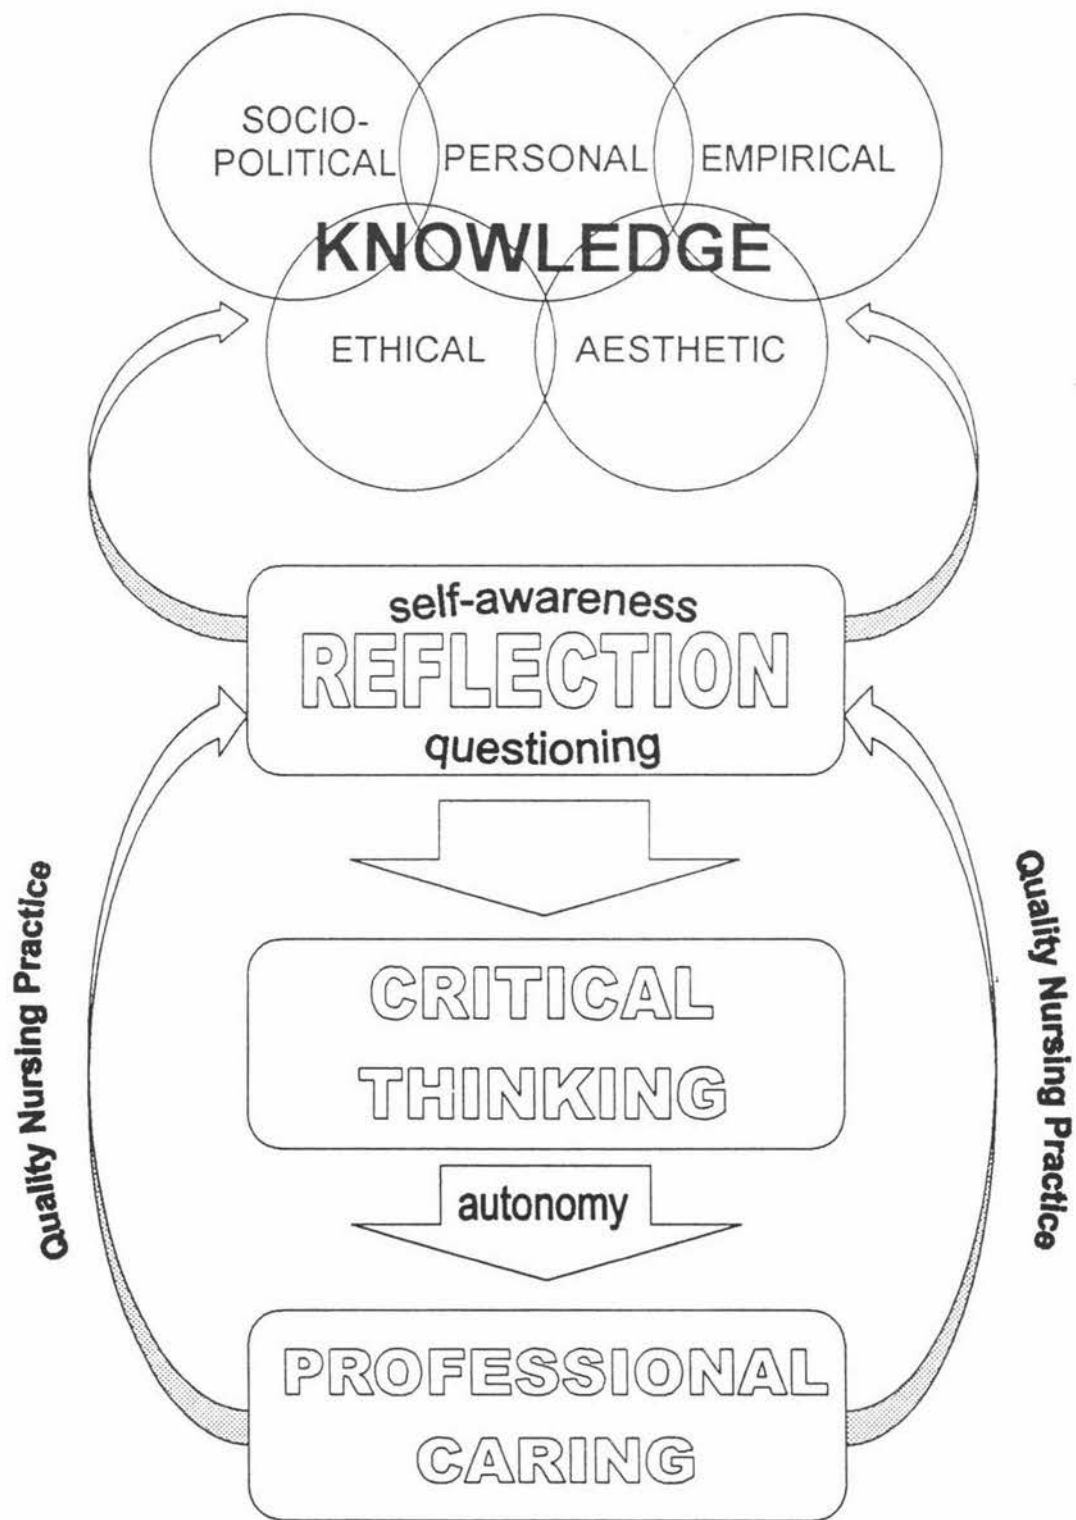 SOCIO-
POLITICAL
PERSONAL
EMPIRICAL
KNOWLEDGE
ETHICAL
AESTHETIC
self-awareness
REFLECTION
questioning
Quality Nursing Practice
Quality Nursing Practice
CRITICAL
THINKING
autonomy
PROFESSIONAL
CARING